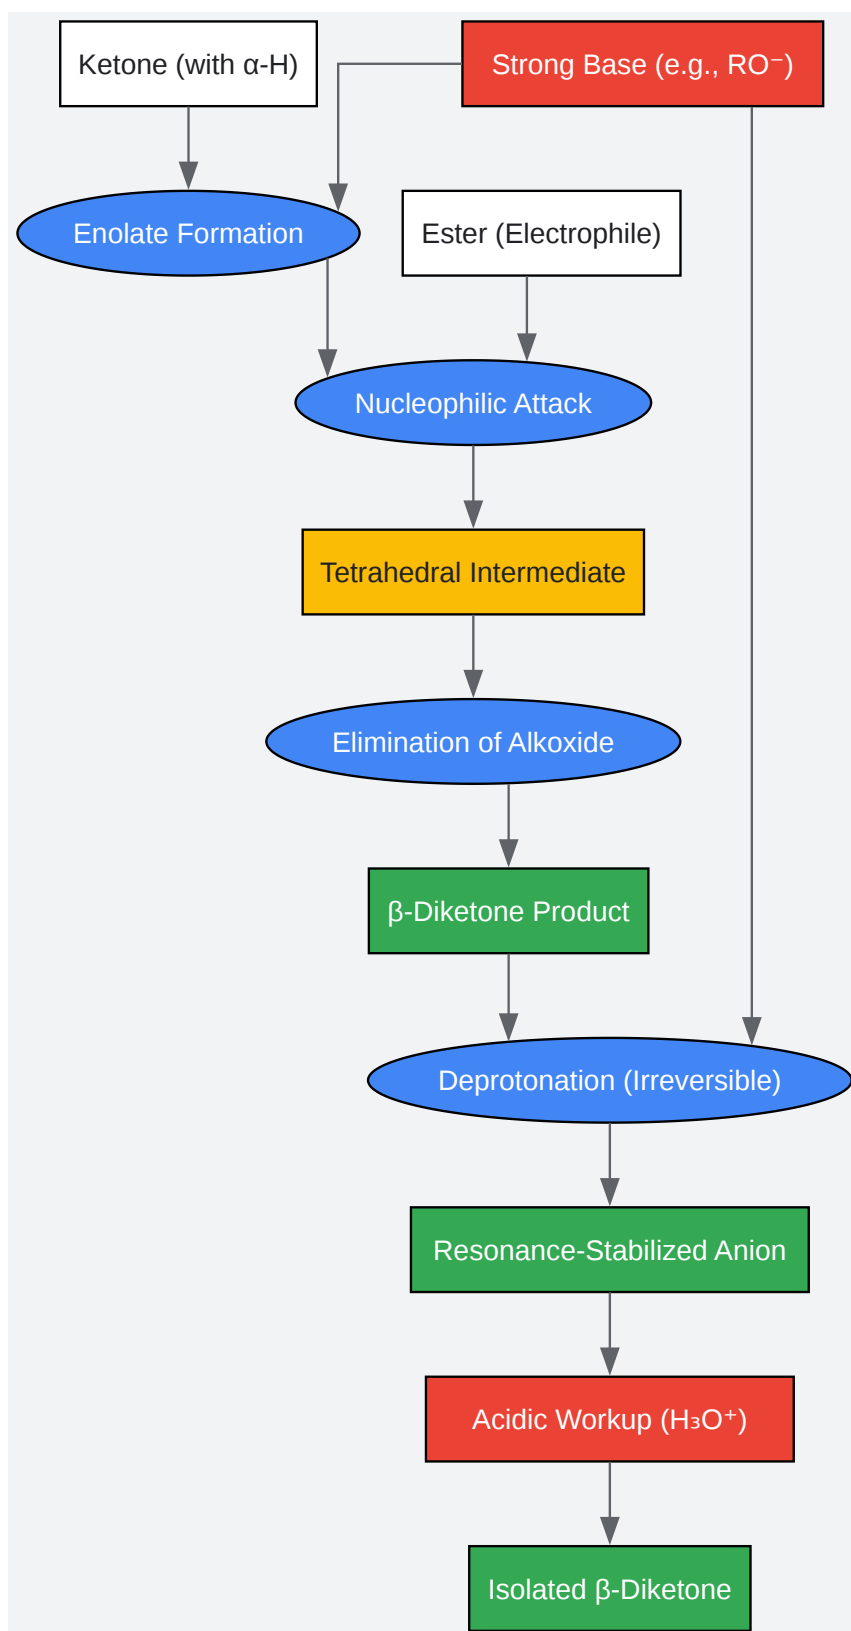 Ketone (with α-H)
Strong Base (e.g., RO⁻)
Enolate Formation
Ester (Electrophile)
Nucleophilic Attack
Tetrahedral Intermediate
Elimination of Alkoxide
β-Diketone Product
Deprotonation (Irreversible)
Resonance-Stabilized Anion
Acidic Workup (H₃O⁺)
Isolated β-Diketone